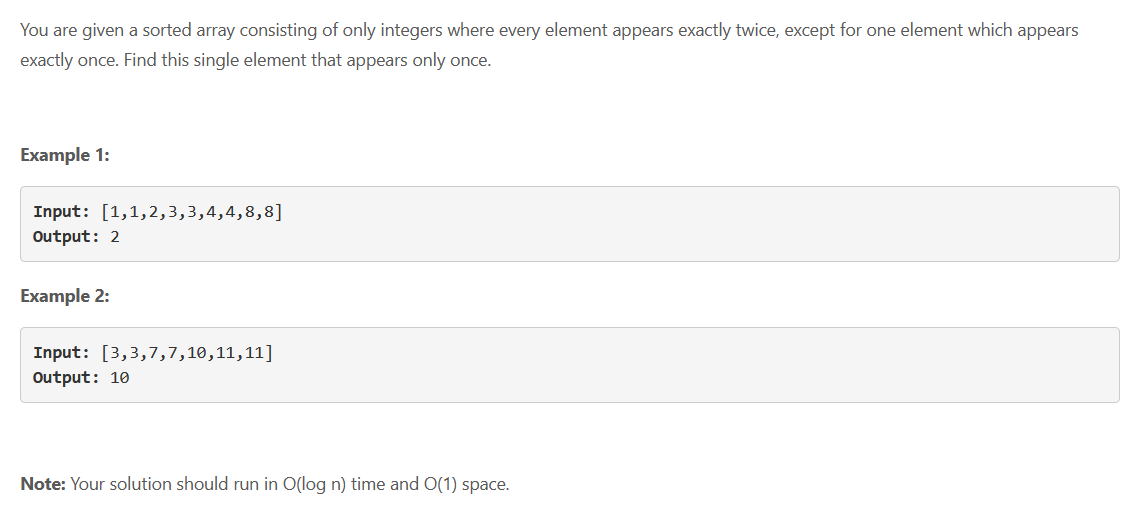 You are given a sorted array consisting of only integers where every element appears exactly twice, except for one element which appears
exactly once. Find this single element that appears only once.
Example 1:
Input: [1,1,2,3,3,4,4,8,8]
Output: 2
Example 2:
Input: [3,3,7,7,10,11,11]
Output: 10
Note: Your solution should run in O(log n) time and O(1) space.